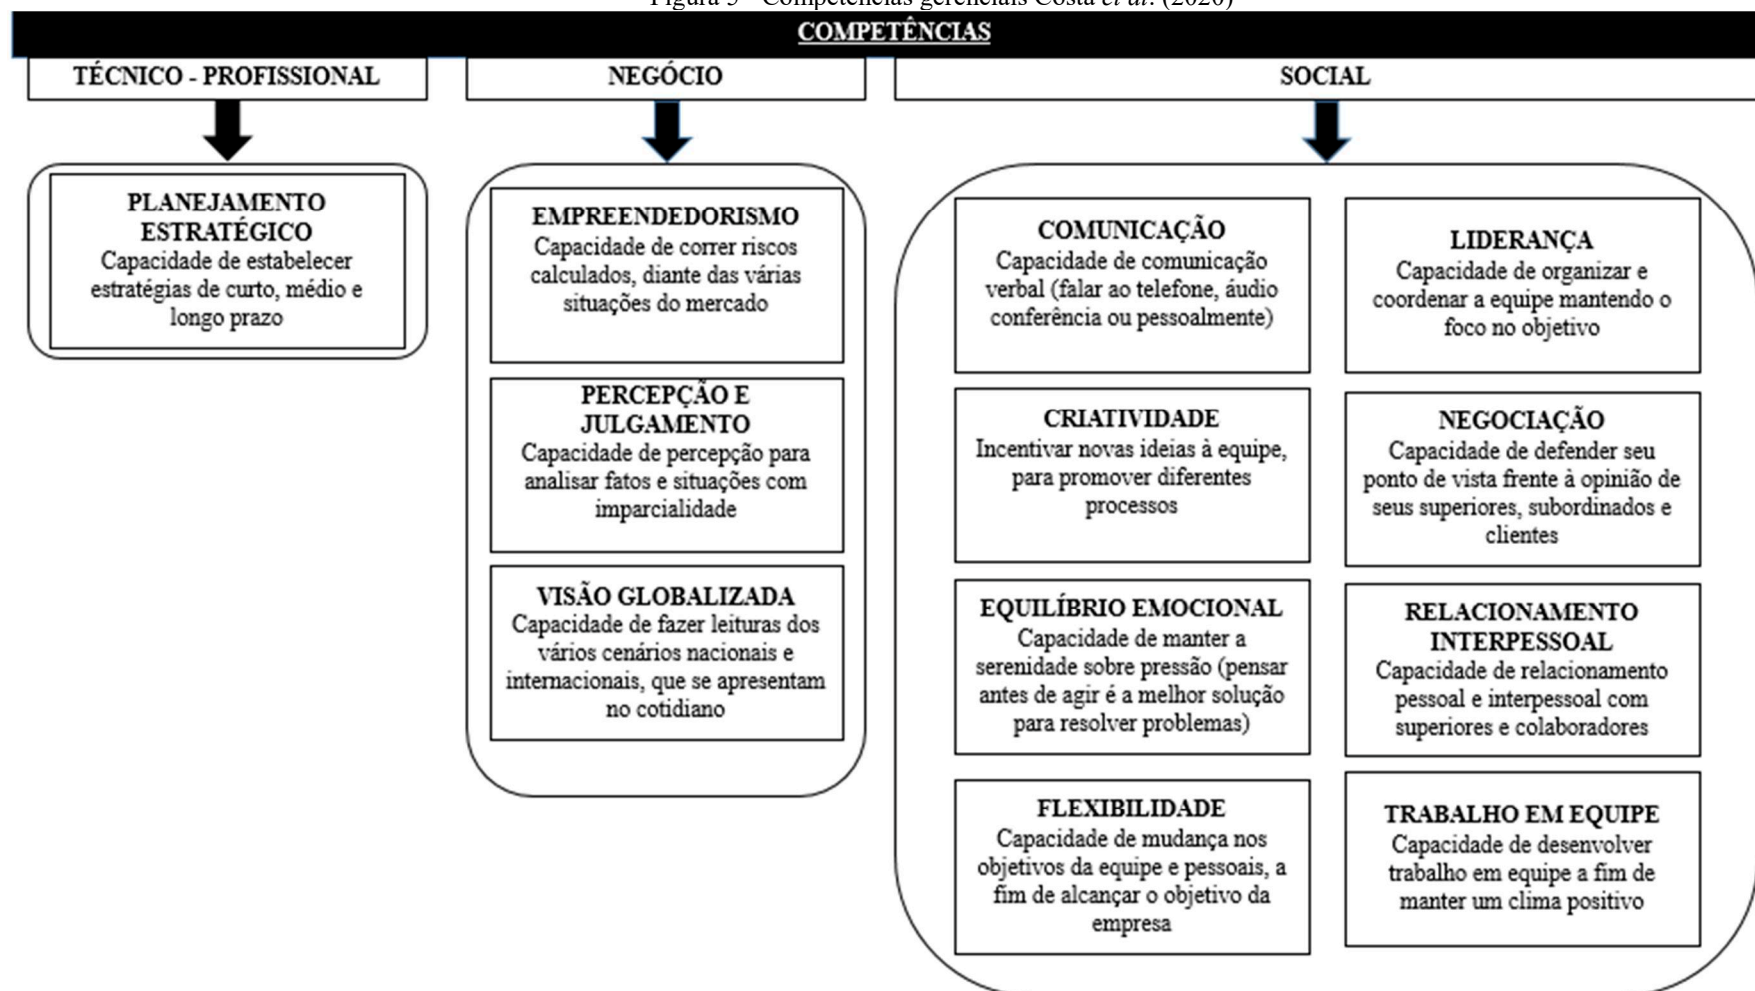 Figura 3 - Competências gerenciais Costa et al. (2020)
COMPETÊNCIAS
TÉCNICO - PROFISSIONAL
NEGÓCIO
SOCIAL
PLANEJAMENTO
ESTRATÉGICO
Capacidade de estabelecer
estratégias de curto, médio e
longo prazo
EMPREENDEDORISMO
Capacidade de correr riscos
calculados, diante das várias
situações do mercado
PERCEPÇÃO E
JULGAMENTO
Capacidade de percepção para
analisar fatos e situações com
imparcialidade
VISÃO GLOBALIZADA
Capacidade de fazer leituras dos
vários cenários nacionais e
internacionais, que se apresentam
no cotidiano
COMUNICAÇÃO
Capacidade de comunicação
verbal (falar ao telefone, áudio
conferência ou pessoalmente)
LIDERANÇA
Capacidade de organizar e
coordenar a equipe mantendo o
foco no objetivo
CRIATIVIDADE
Incentivar novas ideias à equipe,
para promover diferentes
processos
NEGOCIAÇÃO
Capacidade de defender seu
ponto de vista frente à opinião de
seus superiores, subordinados e
clientes
EQUILÍBRIO EMOCIONAL
Capacidade de manter a
serenidade sobre pressão (pensar
antes de agir é a melhor solução
para resolver problemas)
RELACIONAMENTO
INTERPESSOAL
Capacidade de relacionamento
pessoal e interpessoal com
superiores e colaboradores
FLEXIBILIDADE
Capacidade de mudança nos
objetivos da equipe e pessoais, a
fim de alcançar o objetivo da
empresa
TRABALHO EM EQUIPE
Capacidade de desenvolver
trabalho em equipe a fim de
manter um clima positivo